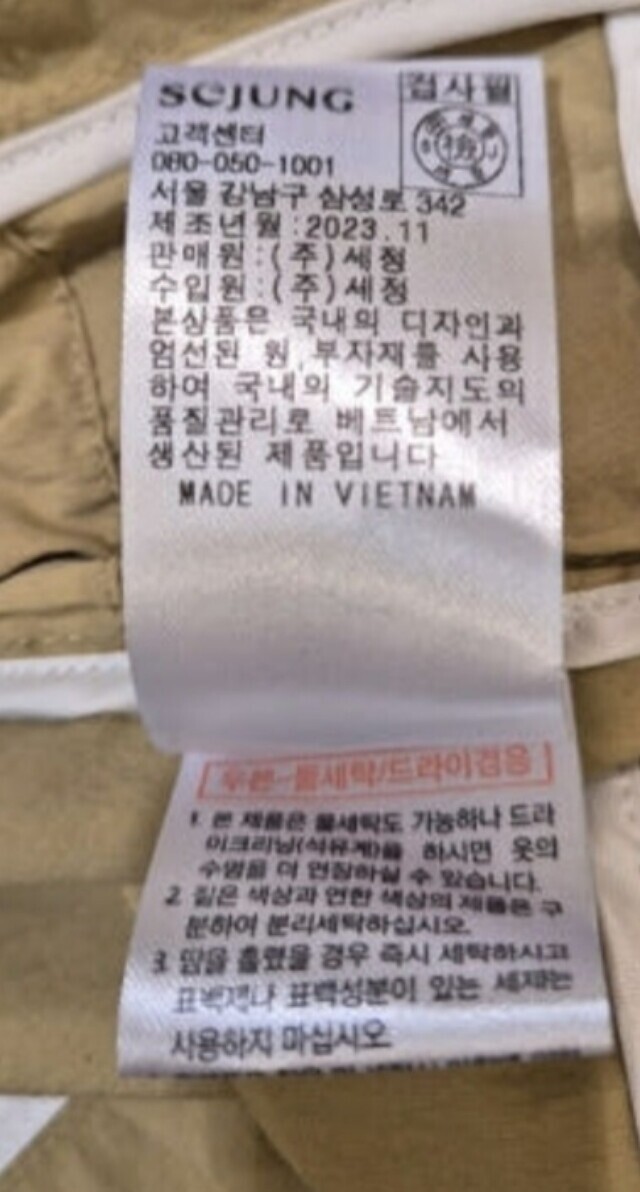 SEJUNG
검사필
고객센터
080-050-1001
서울 강남구 삼성로 342
제조년월:2023.11
판매원:(주)세정
수입원:(주)세정
본상품은 국내의 디자인과
엄선된 원,부자재를 사용
하여 국내의 기술지도의
품질관리로 베트남에서
생산된 제품입니다
MADE IN VIETNAM
물세탁/드라이겸용
1. 본 제품은 물세탁도 가능하나 드라
이크리닝(석유계)을 하시면 옷의
수명을 더 연장하실 수 있습니다.
2 짙은 색상과 연한 색상의 제품은 구
분하여 분리세탁하십시오.
3. 땀을 흘렸을 경우 즉시 세탁하시고
표백제나 표백성분이 있는 세제는
사용하지 마십시오